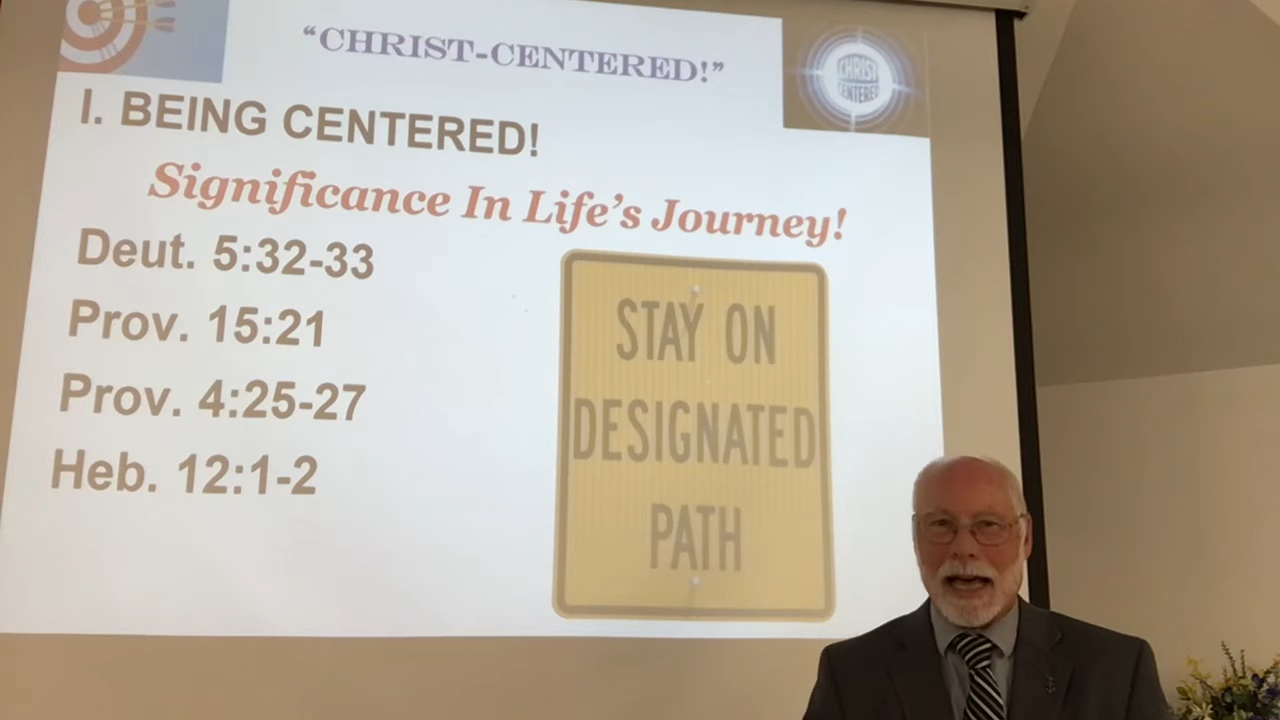 “CHRIST-CENTERED!”
CHRIST
CENTERED
I. BEING CENTERED!
Significance In Life’s Journey!
Deut. 5:32-33
Prov. 15:21
Prov. 4:25-27
Heb. 12:1-2
STAY ON
DESIGNATED
PATH